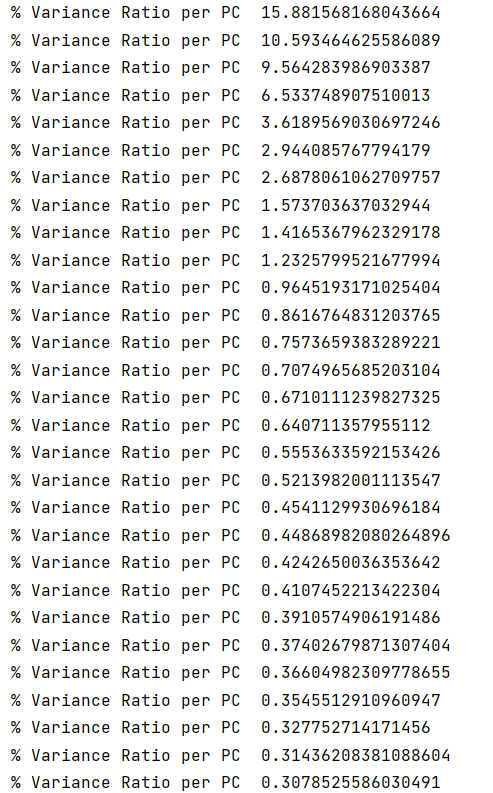 % Variance Ratio per PC  15.881568168043664
% Variance Ratio per PC  10.593464625586089
% Variance Ratio per PC  9.564283986903387
% Variance Ratio per PC  6.533748907510013
% Variance Ratio per PC  3.6189569030697246
% Variance Ratio per PC  2.944085767794179
% Variance Ratio per PC  2.6878061062709757
% Variance Ratio per PC  1.573703637032944
% Variance Ratio per PC  1.4165367962329178
% Variance Ratio per PC  1.2325799521677994
% Variance Ratio per PC  0.9645193171025404
% Variance Ratio per PC  0.8616764831203765
% Variance Ratio per PC  0.7573659383289221
% Variance Ratio per PC  0.7074965685203104
% Variance Ratio per PC  0.6710111239827325
% Variance Ratio per PC  0.640711357955112
% Variance Ratio per PC  0.5553633592153426
% Variance Ratio per PC  0.5213982001113547
% Variance Ratio per PC  0.4541129930696184
% Variance Ratio per PC  0.44868982080264896
% Variance Ratio per PC  0.4242650036353642
% Variance Ratio per PC  0.4107452213422304
% Variance Ratio per PC  0.3910574906191486
% Variance Ratio per PC  0.37402679871307404
% Variance Ratio per PC  0.36604982309778655
% Variance Ratio per PC  0.3545512910960947
% Variance Ratio per PC  0.327752714171456
% Variance Ratio per PC  0.31436208381088604
% Variance Ratio per PC  0.3078525586030491